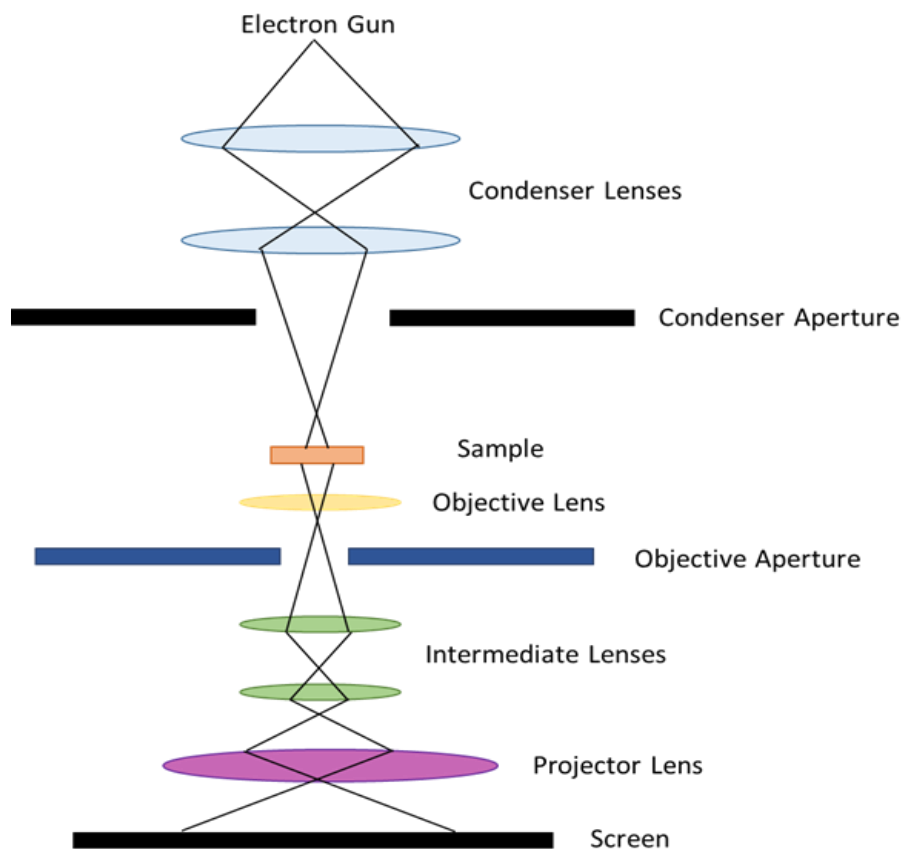 Electron Gun
Condenser Lenses
Condenser Aperture
Sample
Objective Lens
Objective Aperture
Intermediate Lenses
Projector Lens
Screen